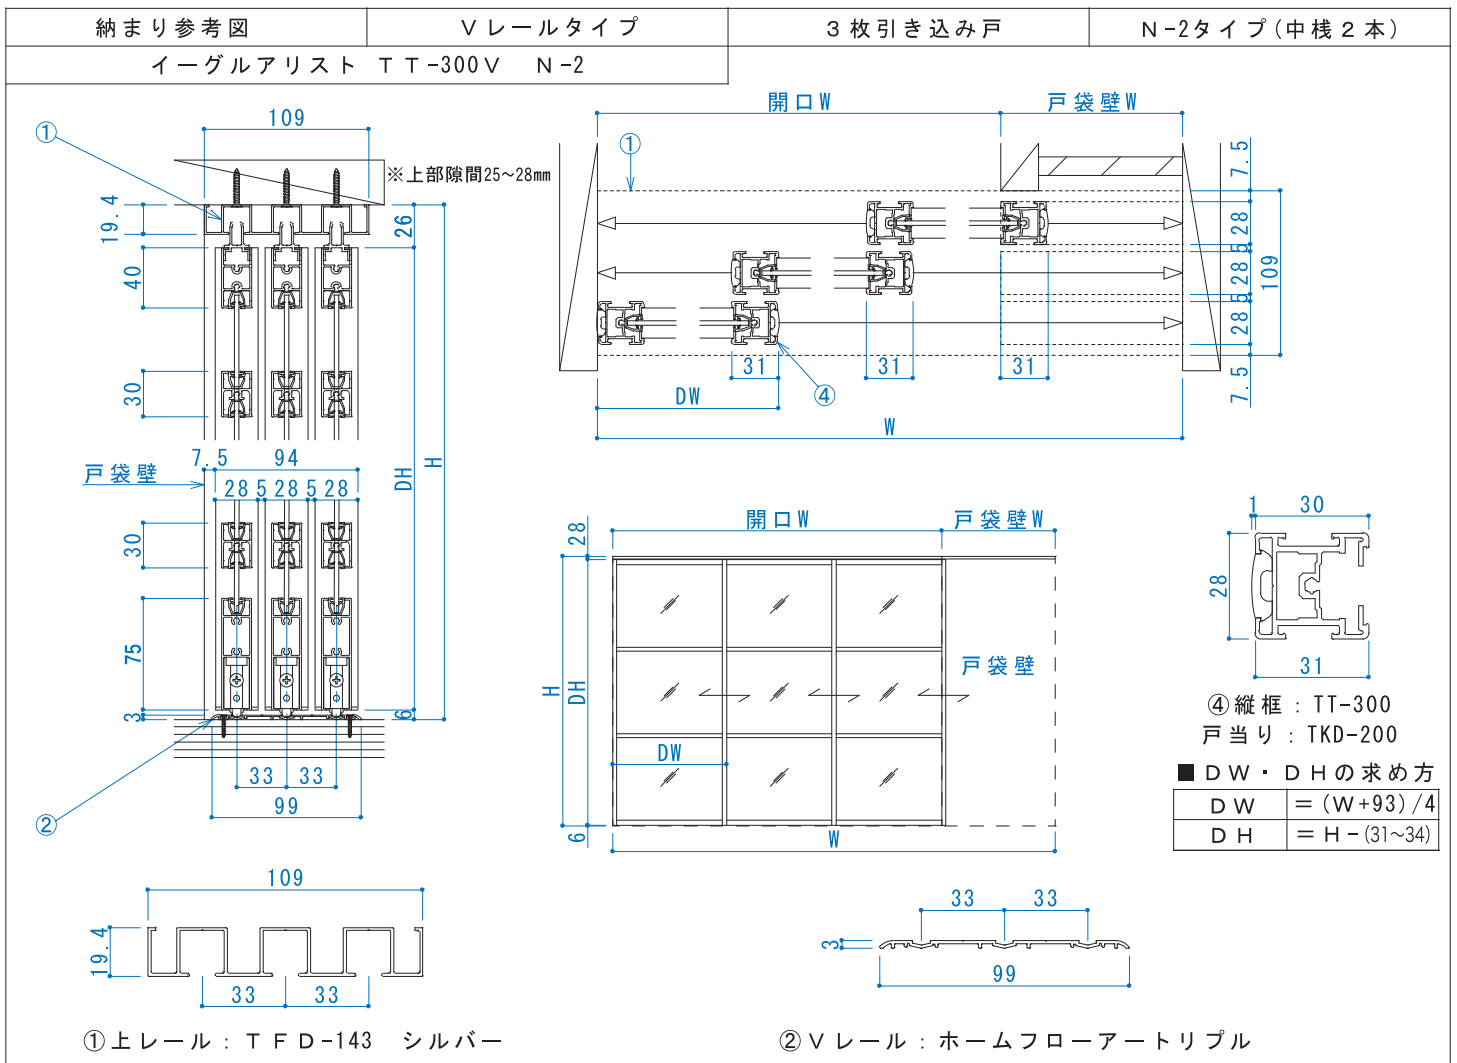 納まり参考図
Ｖレールタイプ
３枚引き込み戸
Ｎ-2タイプ(中桟２本)
イーグルアリスト ＴＴ-300Ｖ Ｎ-2
109
①
※上部隙間25~28mm
19.4
26
40
30
DH
H
7.5
94
戸袋壁
28
5
28
5
28
30
75
3
6
33
33
99
②
開口W
戸袋壁W
①
7.5
28
5
28
5
28
7.5
109
31
31
31
DW
④
W
開口W
戸袋壁W
28
H
DH
戸袋壁
DW
6
W
1
30
28
31
④縦框：TT-300
戸当り：TKD-200
■ＤＷ・ＤＨの求め方
ＤＷ ＝(Ｗ+93)/4
ＤＨ ＝Ｈ-(31~34)
109
19.4
33
33
①上レール：ＴＦＤ-143 シルバー
33
33
3
99
②Ｖレール：ホームフローアートリプル